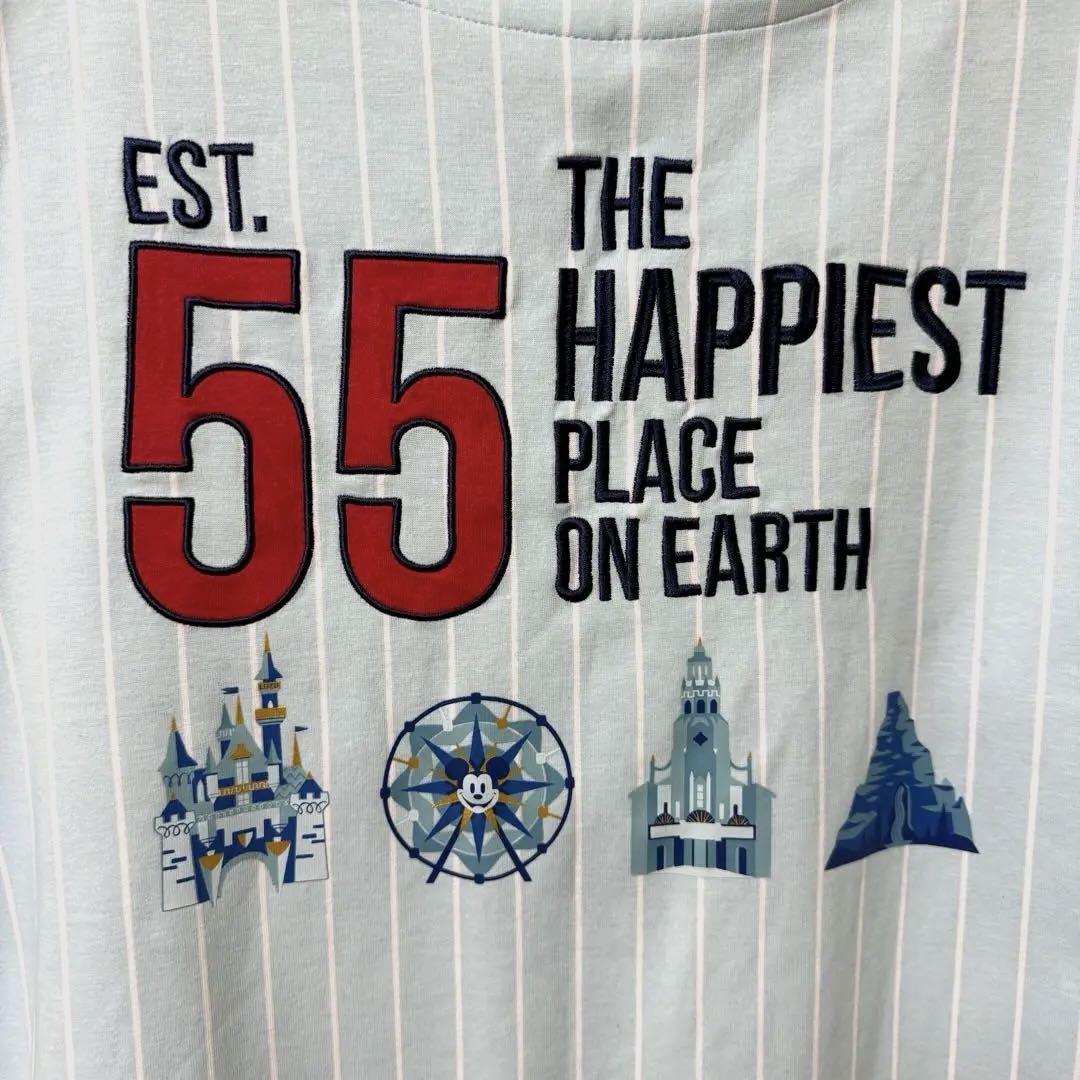 EST.
55
THE
HAPPIEST
PLACE
ON EARTH